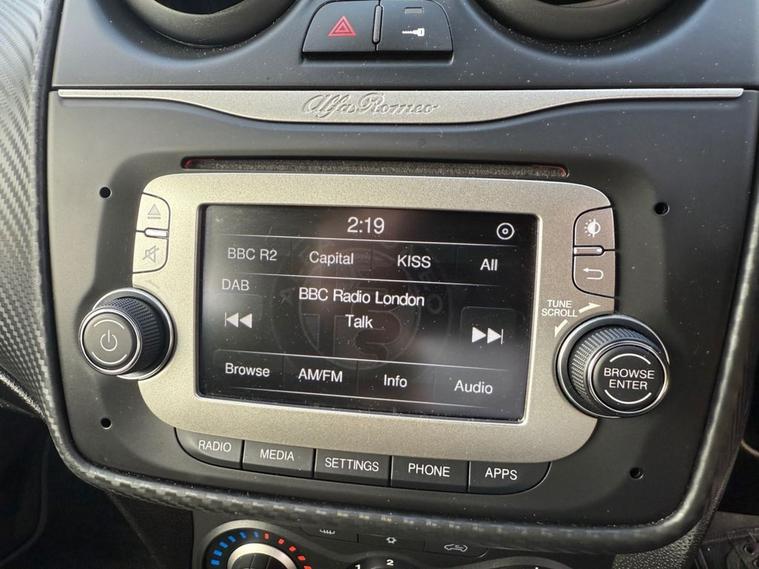 Alfa Romeo
2:19
BBC R2 Capital KISS All
DAB
BBC Radio London
Talk
TUNE
SCROLL
BROWSE
ENTER
Browse AM/FM Info Audio
RADIO MEDIA SETTINGS PHONE APPS
2